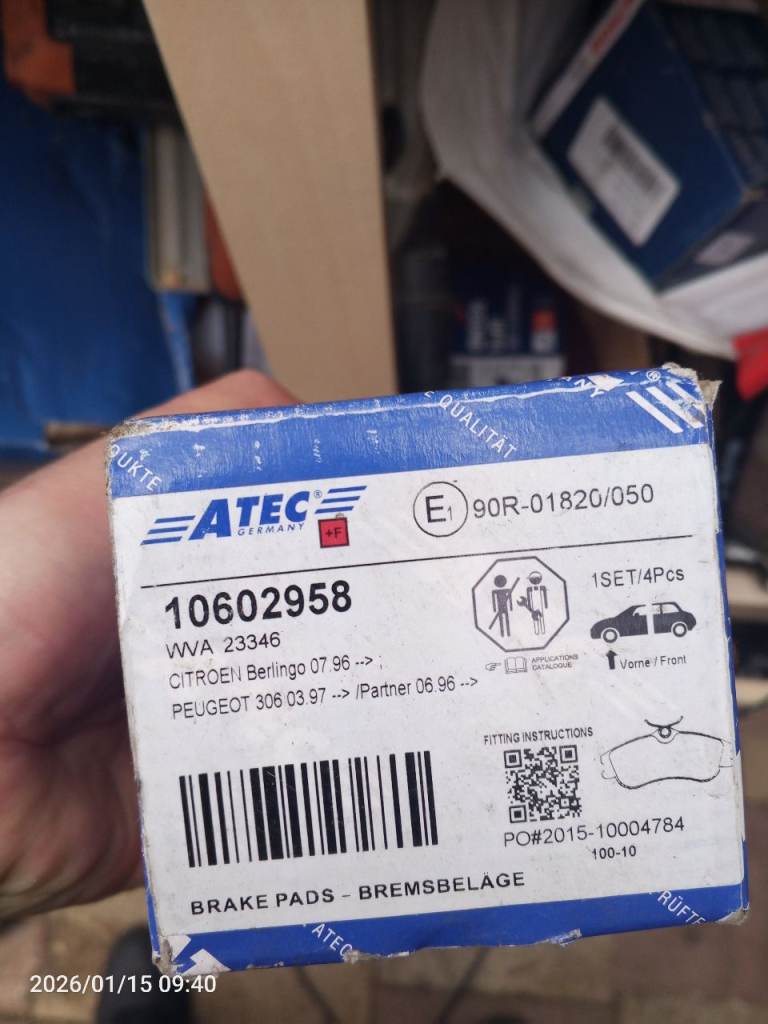 QUALITÄT
DUKTE
ATEC®
GERMANY
+F
E1 90R-01820/050
10602958
WVA 23346
CITROEN Berlingo 07.96 --> ;
PEUGEOT 306 03.97 --> /Partner 06.96 -->
1SET/4Pcs
Vorne / Front
APPLICATIONS
CATALOGUE
FITTING INSTRUCTIONS
PO#2015-10004784
100-10
BRAKE PADS - BREMSBELÄGE
ATEC
RÜFTE
2026/01/15 09:40